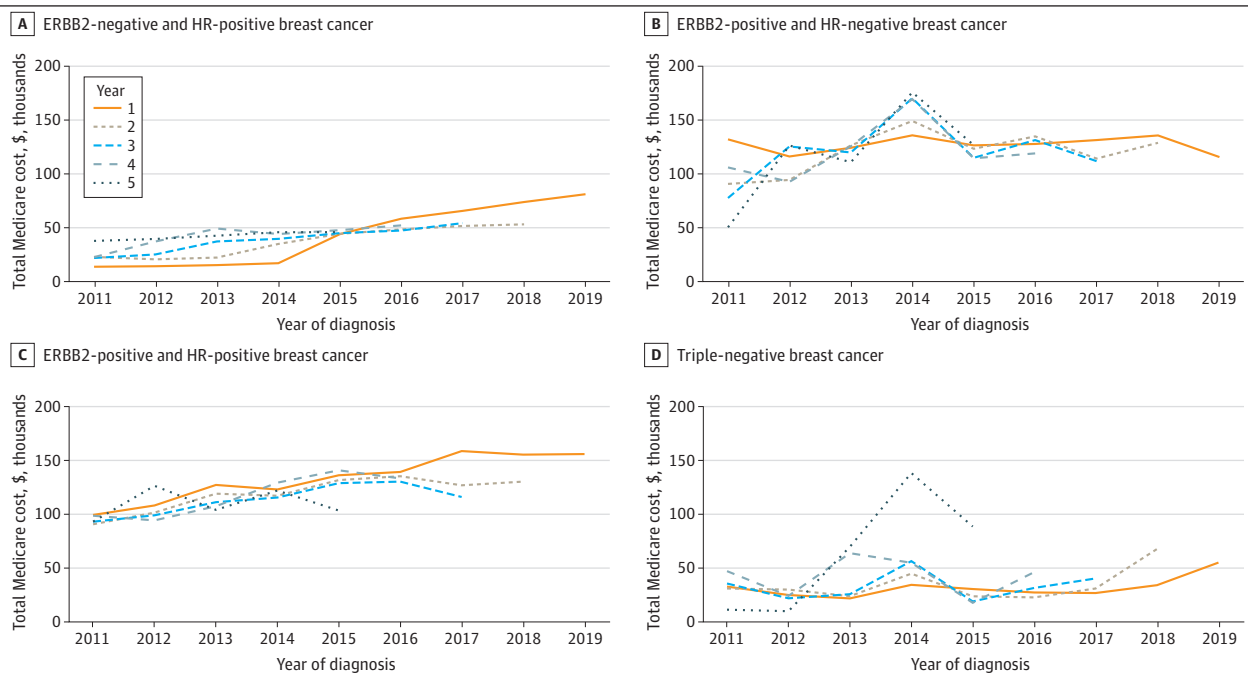 A ERBB2-negative and HR-positive breast cancer
Total Medicare cost, $, thousands
200
150
100
50
0
Year
1
2
3
4
5
2011 2012 2013 2014 2015 2016 2017 2018 2019
Year of diagnosis
B ERBB2-positive and HR-negative breast cancer
Total Medicare cost, $, thousands
200
150
100
50
0
2011 2012 2013 2014 2015 2016 2017 2018 2019
Year of diagnosis
C ERBB2-positive and HR-positive breast cancer
Total Medicare cost, $, thousands
200
150
100
50
0
2011 2012 2013 2014 2015 2016 2017 2018 2019
Year of diagnosis
D Triple-negative breast cancer
Total Medicare cost, $, thousands
200
150
100
50
0
2011 2012 2013 2014 2015 2016 2017 2018 2019
Year of diagnosis